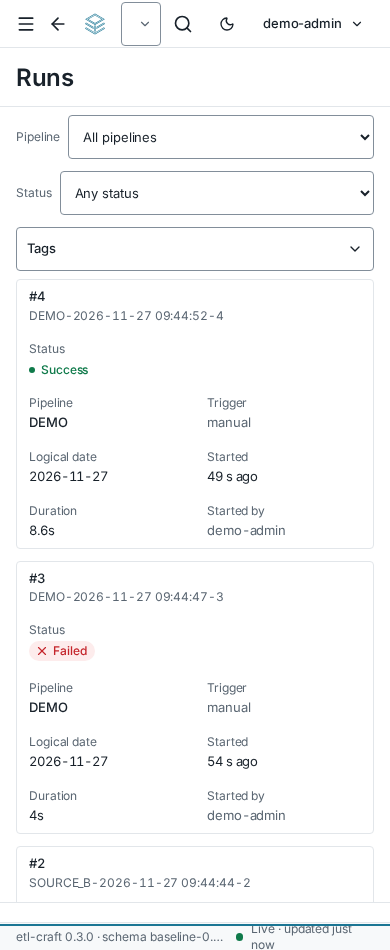 demo-admin
Runs
Pipeline All pipelines
Status Any status
Tags
#4
DEMO-2026-11-27 09:44:52-4
Status
Success
Pipeline Trigger
DEMO manual
Logical date Started
2026-11-27 49 s ago
Duration Started by
8.6s demo-admin
#3
DEMO-2026-11-27 09:44:47-3
Status
Failed
Pipeline Trigger
DEMO manual
Logical date Started
2026-11-27 54 s ago
Duration Started by
4s demo-admin
#2
SOURCE_B-2026-11-27 09:44:44-2
etl-craft 0.3.0 · schema baseline-0.… Live · updated just
now